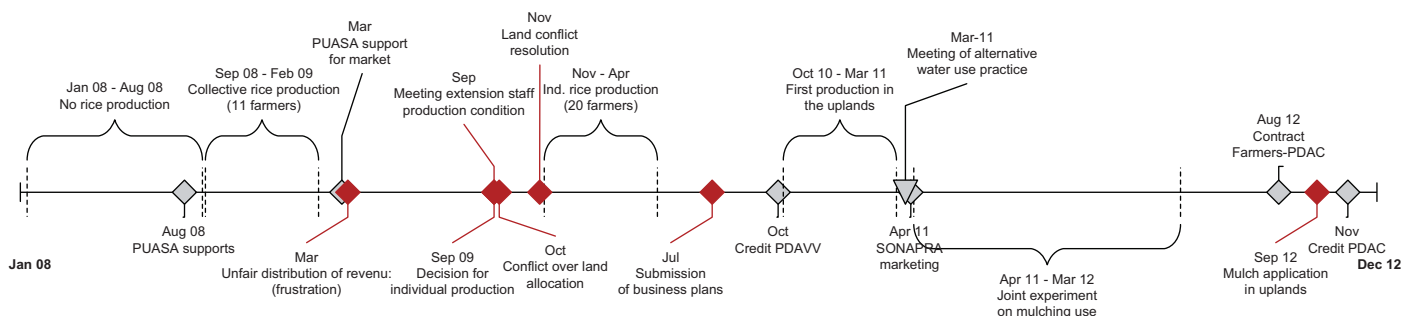 Jan 08 - Aug 08
No rice production
Sep 08 - Feb 09
Collective rice production
(11 farmers)
Mar
PUASA support
for market
Sep
Meeting extension staff
production condition
Nov
Land conflict
resolution
Nov - Apr
Ind. rice production
(20 farmers)
Oct 10 - Mar 11
First production in
the uplands
Mar-11
Meeting of alternative
water use practice
Aug 12
Contract
Farmers-PDAC
Jan 08
Aug 08
PUASA supports
Mar
Unfair distribution of revenu:
(frustration)
Sep 09
Decision for
individual production
Oct
Conflict over land
allocation
Jul
Submission
of business plans
Oct
Credit PDAVV
Apr 11
SONAPRA
marketing
Apr 11 - Mar 12
Joint experiment
on mulching use
Sep 12
Mulch application
in uplands
Nov
Credit PDAC
Dec 12